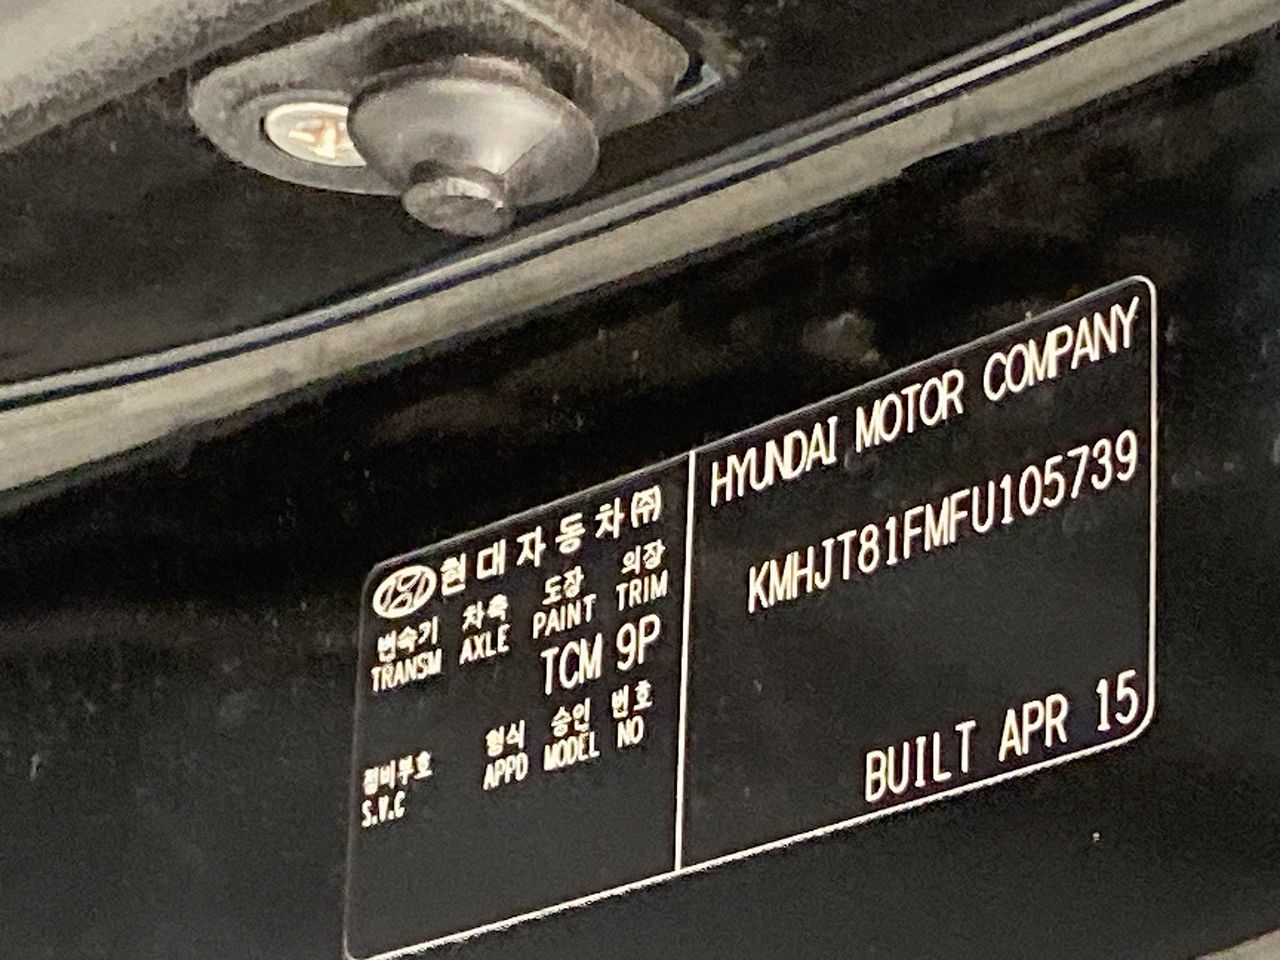 현대자동차㈜
변속기 차축 도장 의장
TRANSM AXLE PAINT TRIM
TCM 9P
형식 승인 번호
정비부호 APPD MODEL NO
S.V.C
HYUNDAI MOTOR COMPANY
KMHJT81FMFU105739
BUILT APR 15